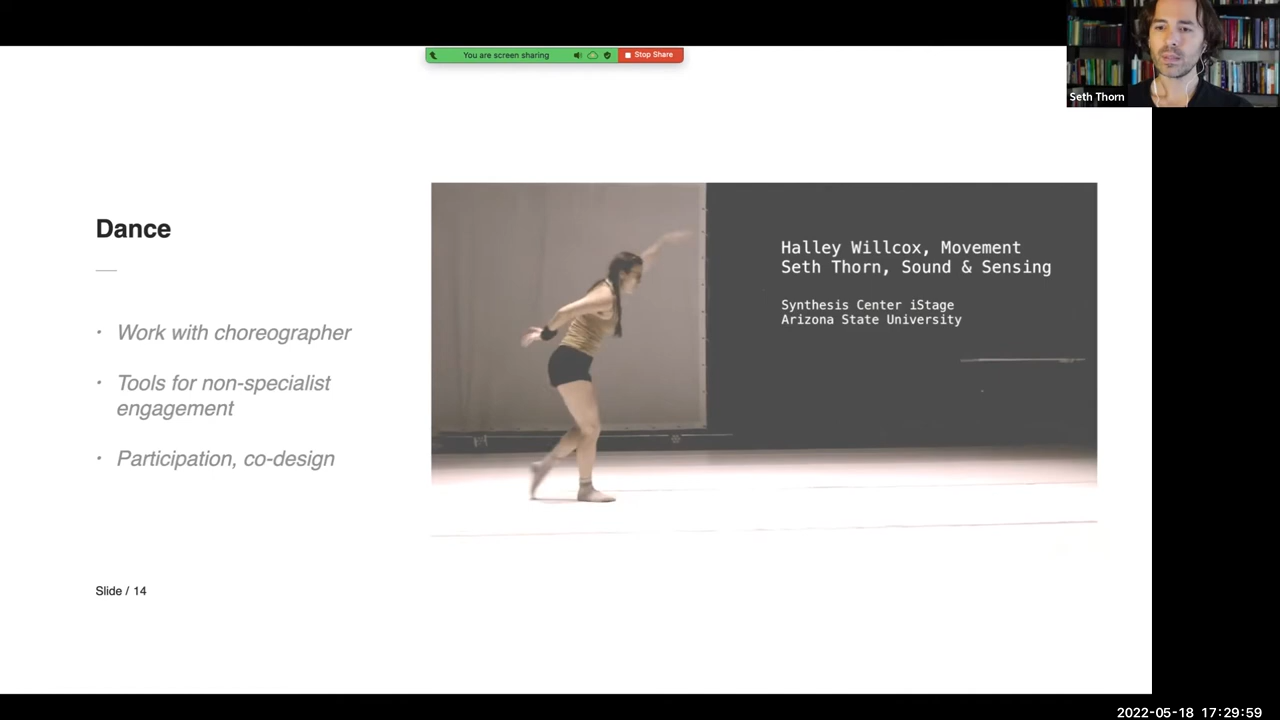 You are screen sharing
Stop Share
Seth Thorn
Dance
• Work with choreographer
• Tools for non-specialist
engagement
• Participation, co-design
Halley Willcox, Movement
Seth Thorn, Sound & Sensing
Synthesis Center iStage
Arizona State University
Slide / 14
2022-05-18 17:29:59